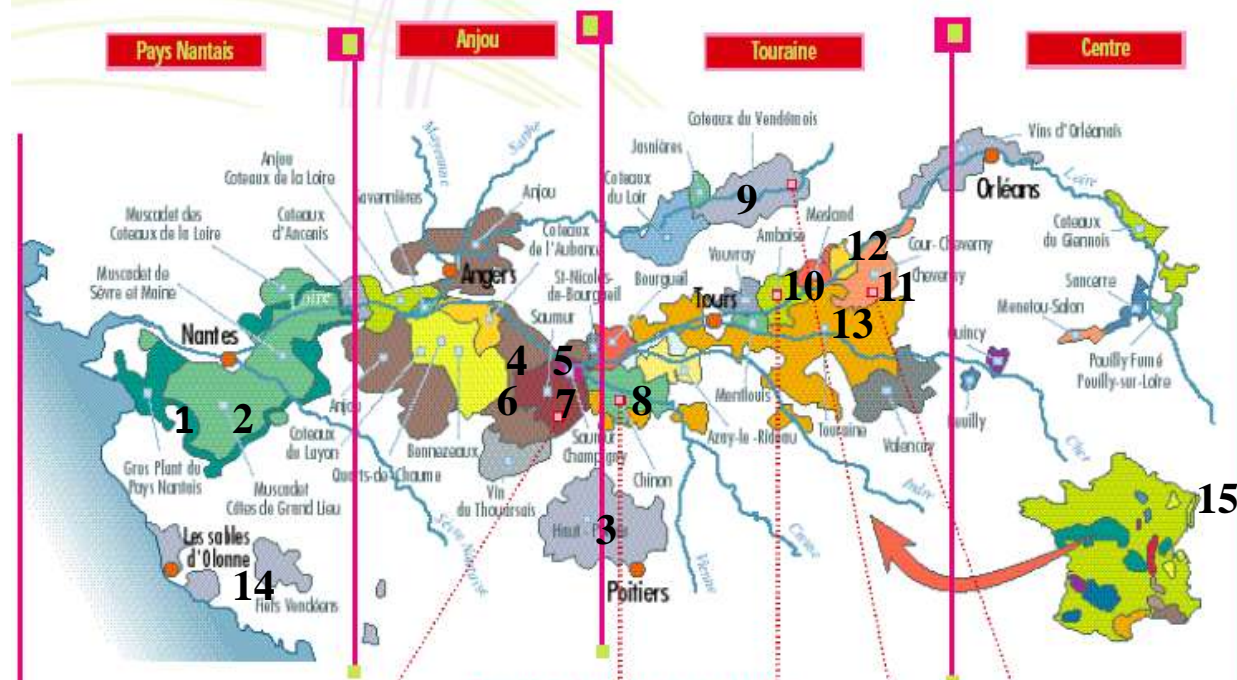 Pays Nantais
Anjou
Touraine
Centre
Mayenne
Sarthe
Anjou
Coteaux de la Loire
Savennières
Anjou
Muscadet des
Coteaux de la Loire
Coteaux
d'Ancenis
Muscadet de
Sèvre et Maine
Loire
Angers
Coteaux
de l'Aubance
St-Nicolas-
de-Bourgueil
Saumur
Nantes
Coteaux du Vendômois
Jasnières
Coteaux
du Loir
9
Mesland
Amboise
Vouvray
Bourgueil
Tours
10
12
Cour-Cheverny
Cheverny
11
13
Vins d'Orléanais
Orléans
Loire
Coteaux
du Giennois
Sancerre
Menetou-Salon
Quincy
Pouilly Fumé
Pouilly-sur-Loire
1
2
4
5
6
7
8
Gros Plant du
Pays Nantais
Muscadet
Côtes de Grand Lieu
Anjou
Coteaux
du Layon
Quarts-de-Chaume
Bonnezeaux
Vin
du Thouarsais
Saumur
Champigny
Chinon
Azay-le-Rideau
Montlouis
Touraine
Valencay
Cher
Indre
Creuse
Vienne
Sèvre Nantaise
3
Poitiers
Les sables
d'Olonne
14
Fiefs Vendéens
15